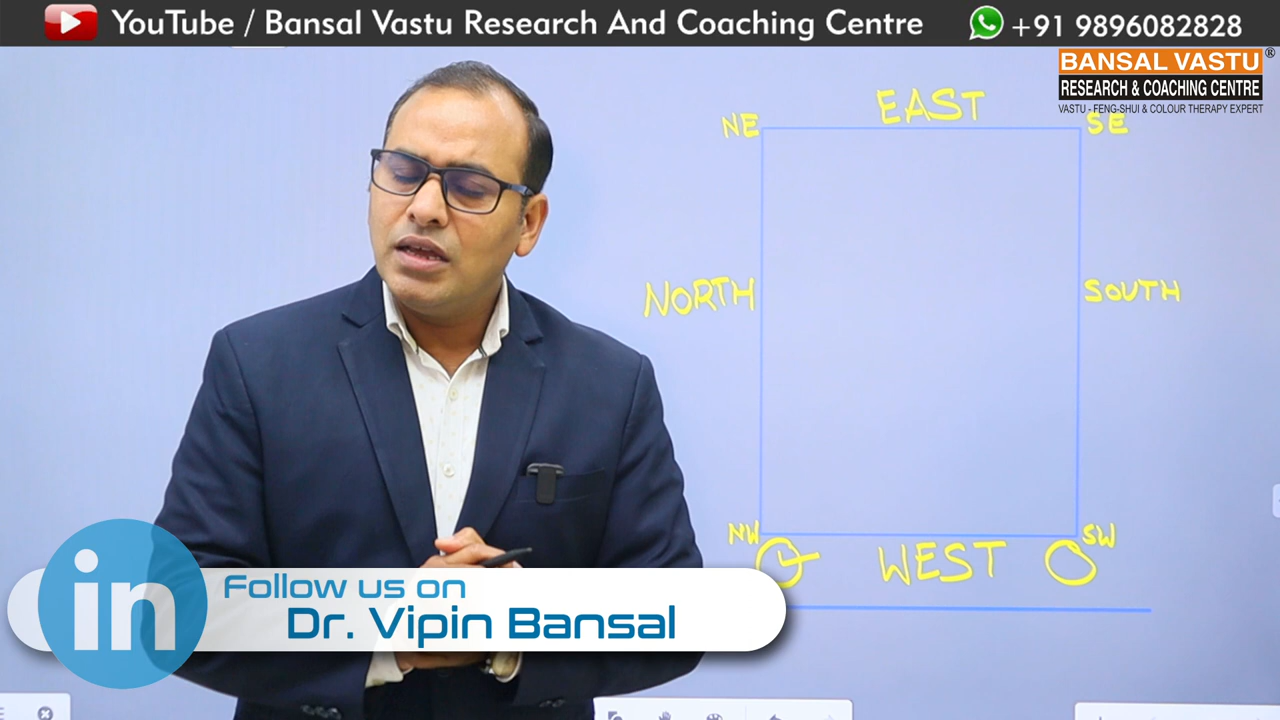 YouTube / Bansal Vastu Research And Coaching Centre
+91 9896082828
BANSAL VASTU ®
RESEARCH & COACHING CENTRE
VASTU - FENG-SHUI & COLOUR THERAPY EXPERT
EAST
NE
SE
NORTH
SOUTH
NW
SW
WEST
in
Follow us on
Dr. Vipin Bansal